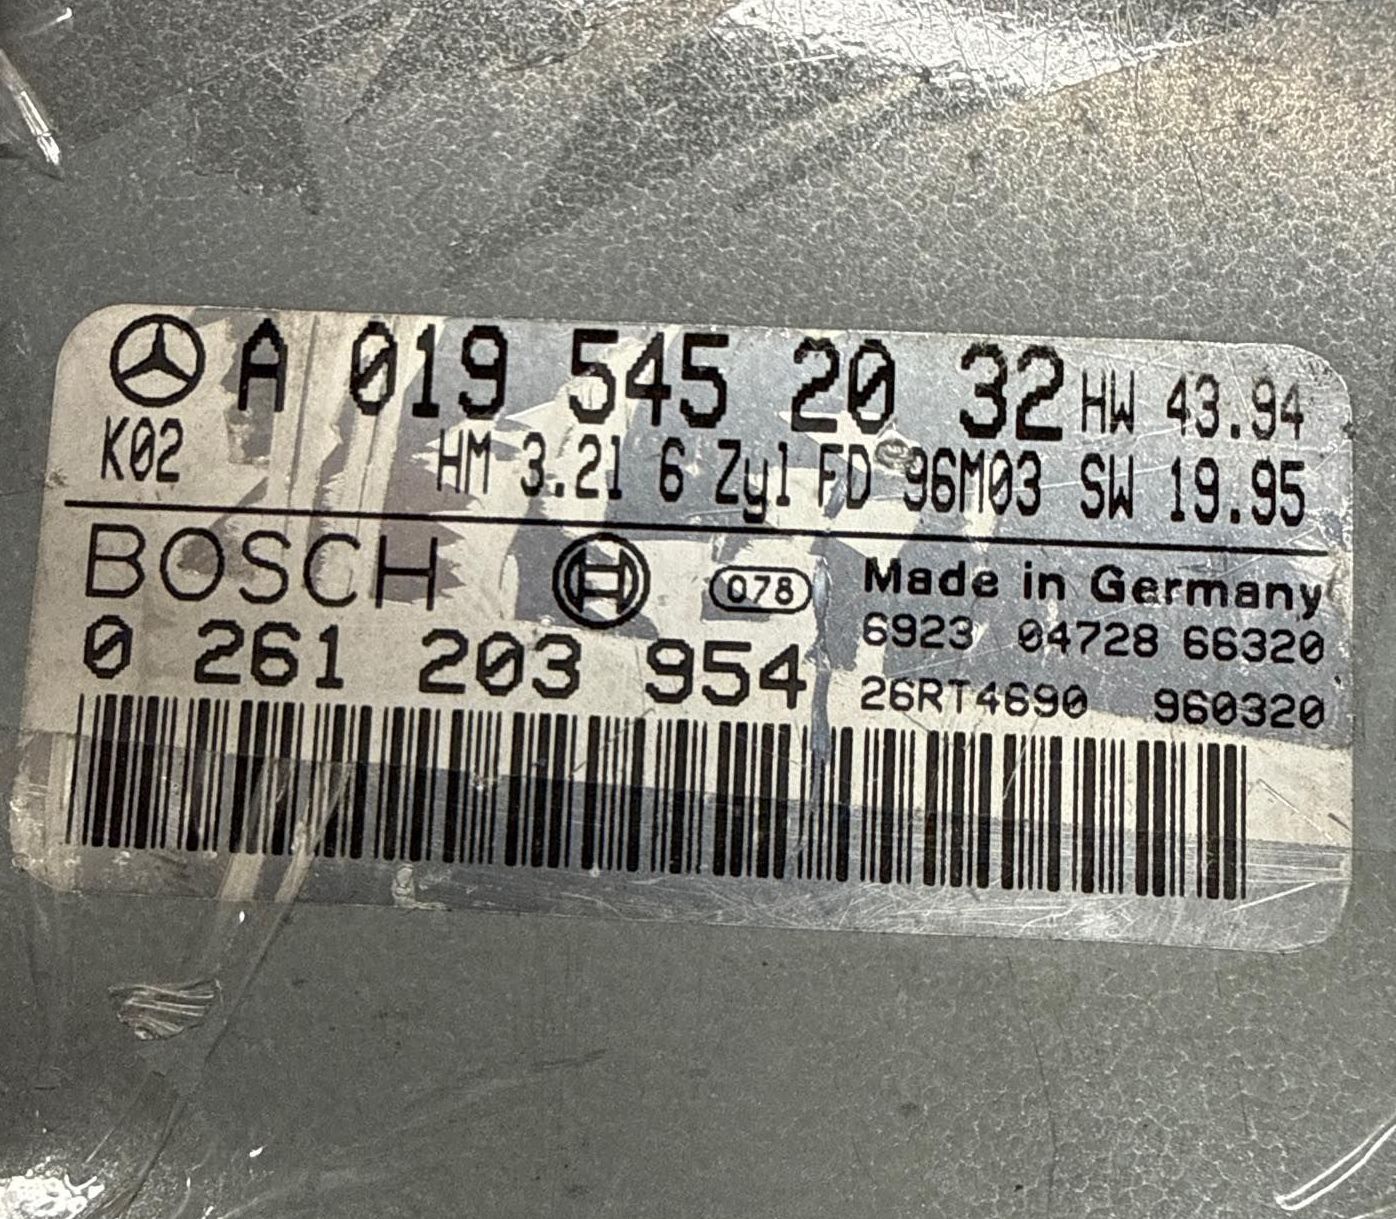 A 019 545 20 32 HW 43.94
K02 HM 3.2l 6 Zyl FD 96M03 SW 19.95
BOSCH 078 Made in Germany
6923 04728 66320
0 261 203 954
26RT4690 960320